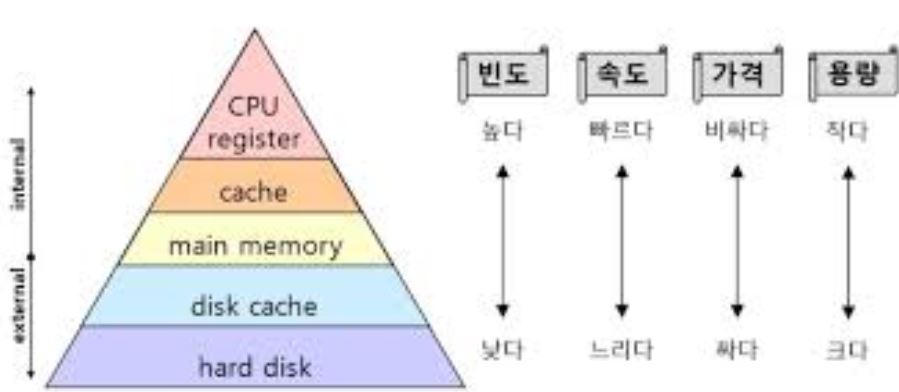 빈도 속도 가격 용량
높다 빠르다 비싸다 작다
CPU
register
cache
main memory
disk cache
hard disk
internal
external
낮다 느리다 싸다 크다